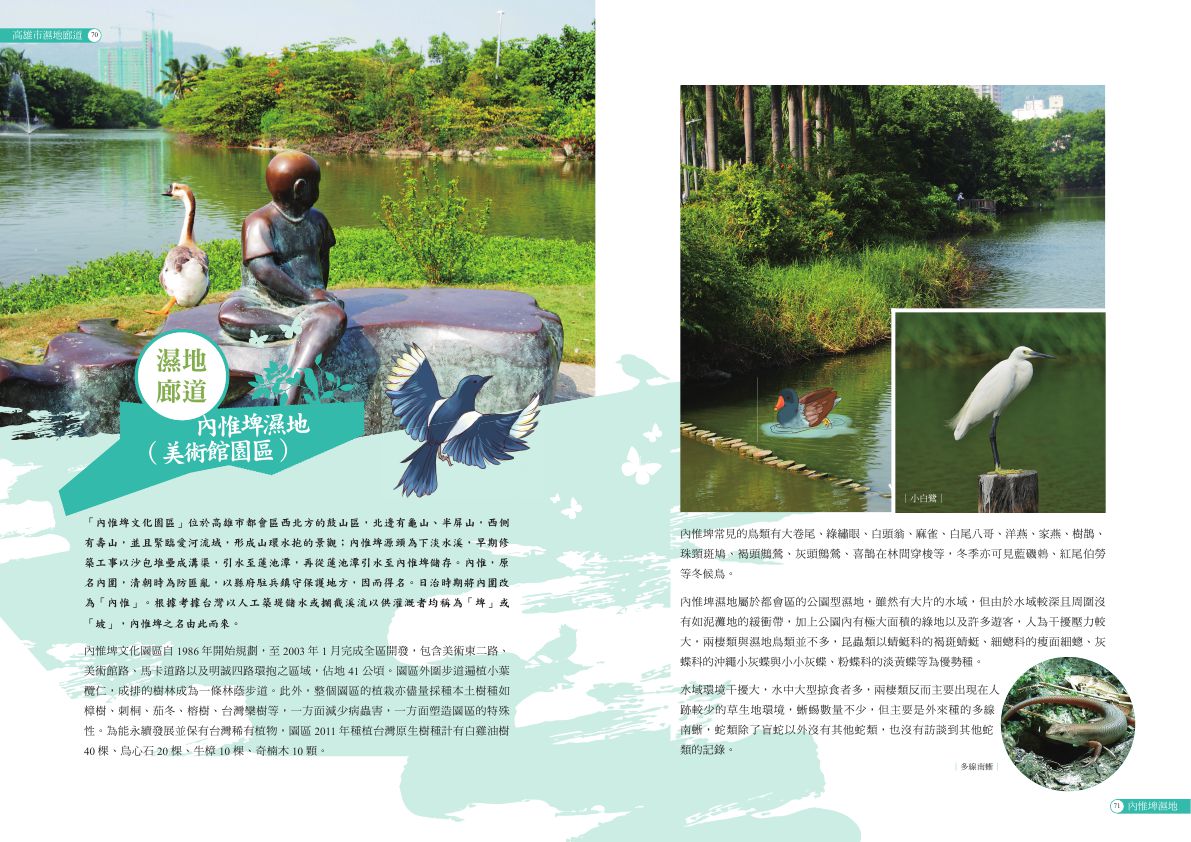 高雄市濕地廊道 70
濕地
廊道
內惟埤濕地
（美術館園區）
「內惟埤文化園區」位於高雄市都會區西北方的鼓山區，北邊有龜山、半屏山，西側
有壽山，並且緊臨愛河流域，形成山環水抱的景觀；內惟埤源頭為下淡水溪，早期修
築工事以沙包堆疊成溝渠，引水至蓮池潭，再從蓮池潭引水至內惟埤儲存。內惟，原
名內圍，清朝時為防匪亂，以縣府駐兵鎮守保護地方，因而得名。日治時期將內圍改
為「內惟」。根據考據台灣以人工築堤儲水或攔截溪流以供灌溉者均稱為「埤」或
「坡」，內惟埤之名由此而來。
內惟埤文化園區自 1986 年開始規劃，至 2003 年 1 月完成全區開發，包含美術東二路、
美術館路、馬卡道路以及明誠四路環抱之區域，佔地 41 公頃。園區外圍步道遍植小葉
欖仁，成排的樹林成為一條林蔭步道。此外，整個園區的植栽亦儘量採種本土樹種如
樟樹、刺桐、茄冬、榕樹、台灣欒樹等，一方面減少病蟲害，一方面塑造園區的特殊
性。為能永續發展並保有台灣稀有植物，園區 2011 年種植台灣原生樹種計有白雞油樹
40 棵、烏心石 20 棵、牛樟 10 棵、奇楠木 10 顆。
｜小白鷺｜
內惟埤常見的鳥類有大卷尾、綠繡眼、白頭翁、麻雀、白尾八哥、洋燕、家燕、樹鵲、
珠頸斑鳩、褐頭鷦鶯、灰頭鷦鶯、喜鵲在林間穿梭等，冬季亦可見藍磯鶇、紅尾伯勞
等冬候鳥。
內惟埤濕地屬於都會區的公園型濕地，雖然有大片的水域，但由於水域較深且周圍沒
有如泥灘地的緩衝帶，加上公園內有極大面積的綠地以及許多遊客，人為干擾壓力較
大，兩棲類與濕地鳥類並不多，昆蟲類以蜻蜓科的褐斑蜻蜓、細蟌科的瘦面細蟌、灰
蝶科的沖繩小灰蝶與小小灰蝶、粉蝶科的淡黃蝶等為優勢種。
水域環境干擾大，水中大型掠食者多，兩棲類反而主要出現在人
跡較少的草生地環境，蜥蜴數量不少，但主要是外來種的多線
南蜥，蛇類除了盲蛇以外沒有其他蛇類，也沒有訪談到其他蛇
類的記錄。
｜多線南蜥｜
71 內惟埤濕地